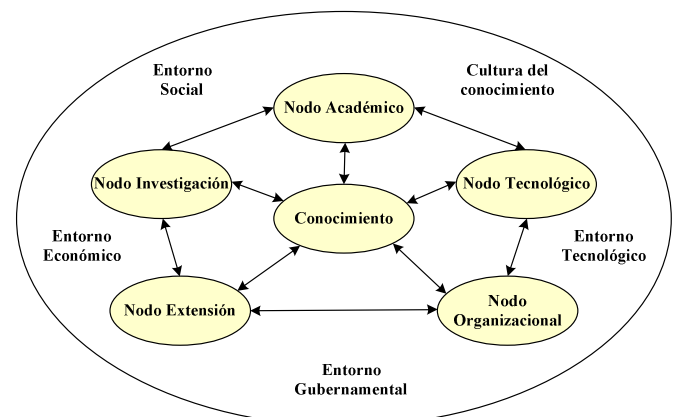 Entorno
Social
Cultura del
conocimiento
Nodo Académico
Nodo Investigación
Nodo Tecnológico
Conocimiento
Entorno
Económico
Entorno
Tecnológico
Nodo Extensión
Nodo
Organizacional
Entorno
Gubernamental